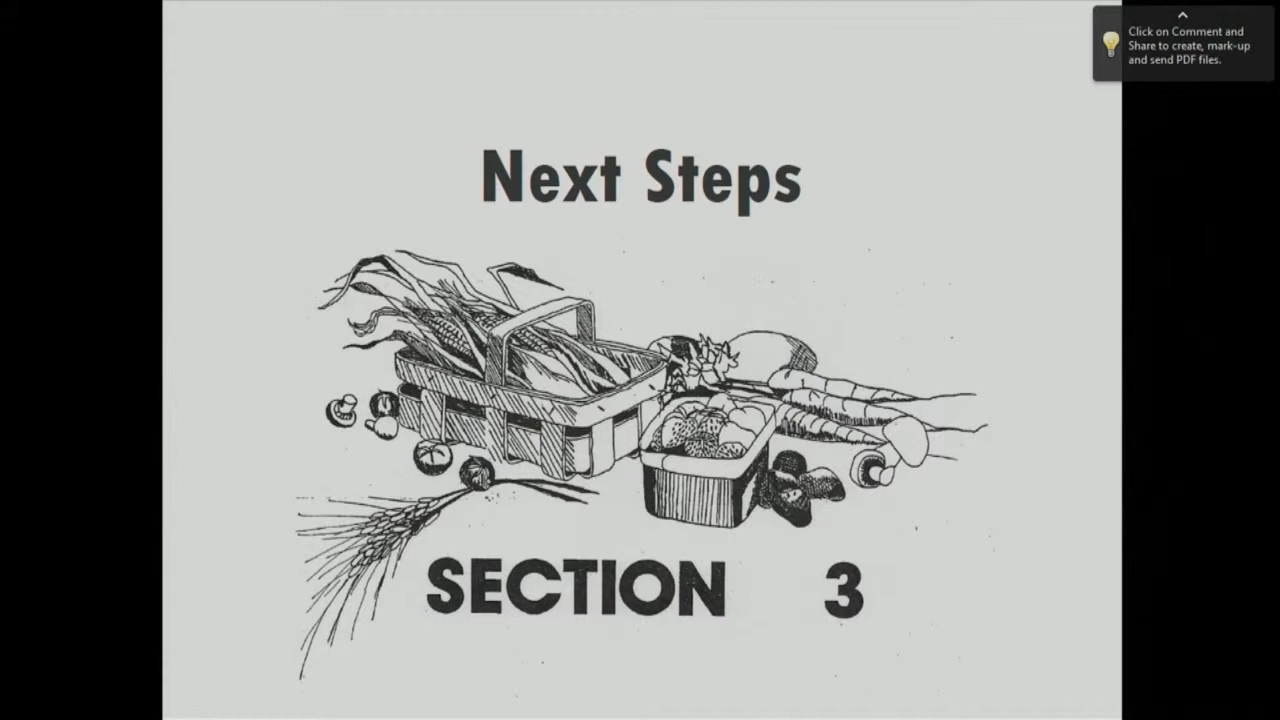 Click on Comment and
Share to create, mark-up
and send PDF files.
Next Steps
SECTION 3